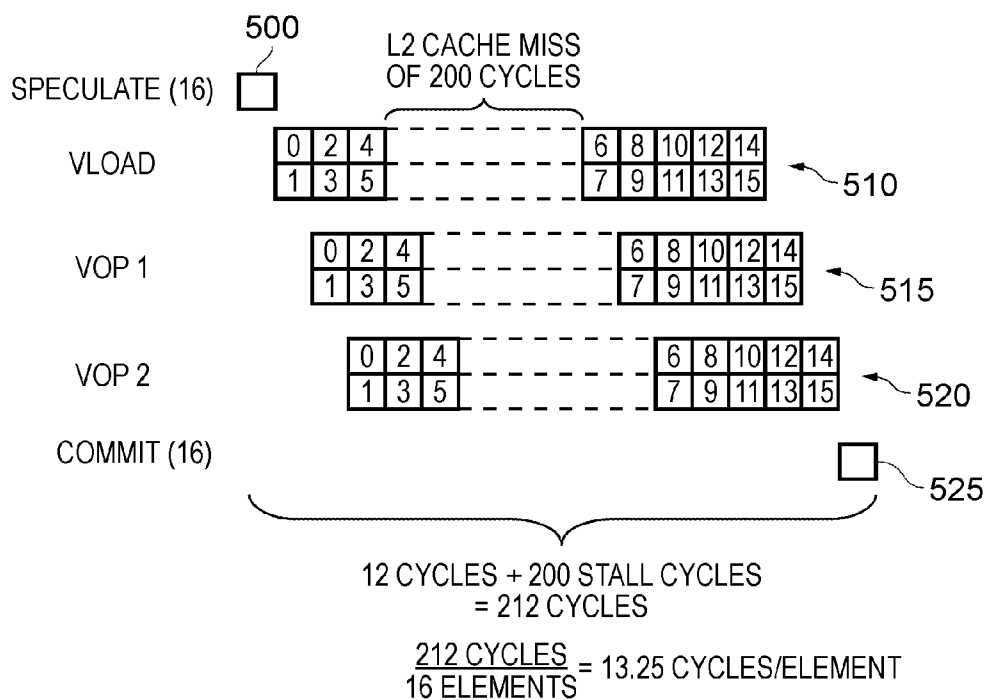 500
L2 CACHE MISS
OF 200 CYCLES
SPECULATE (16)
VLOAD
0 2 4 6 8 10 12 14
1 3 5 7 9 11 13 15
510
VOP 1
0 2 4 6 8 10 12 14
1 3 5 7 9 11 13 15
515
VOP 2
0 2 4 6 8 10 12 14
1 3 5 7 9 11 13 15
520
COMMIT (16)
525
12 CYCLES + 200 STALL CYCLES
= 212 CYCLES
212 CYCLES
16 ELEMENTS
= 13.25 CYCLES/ELEMENT